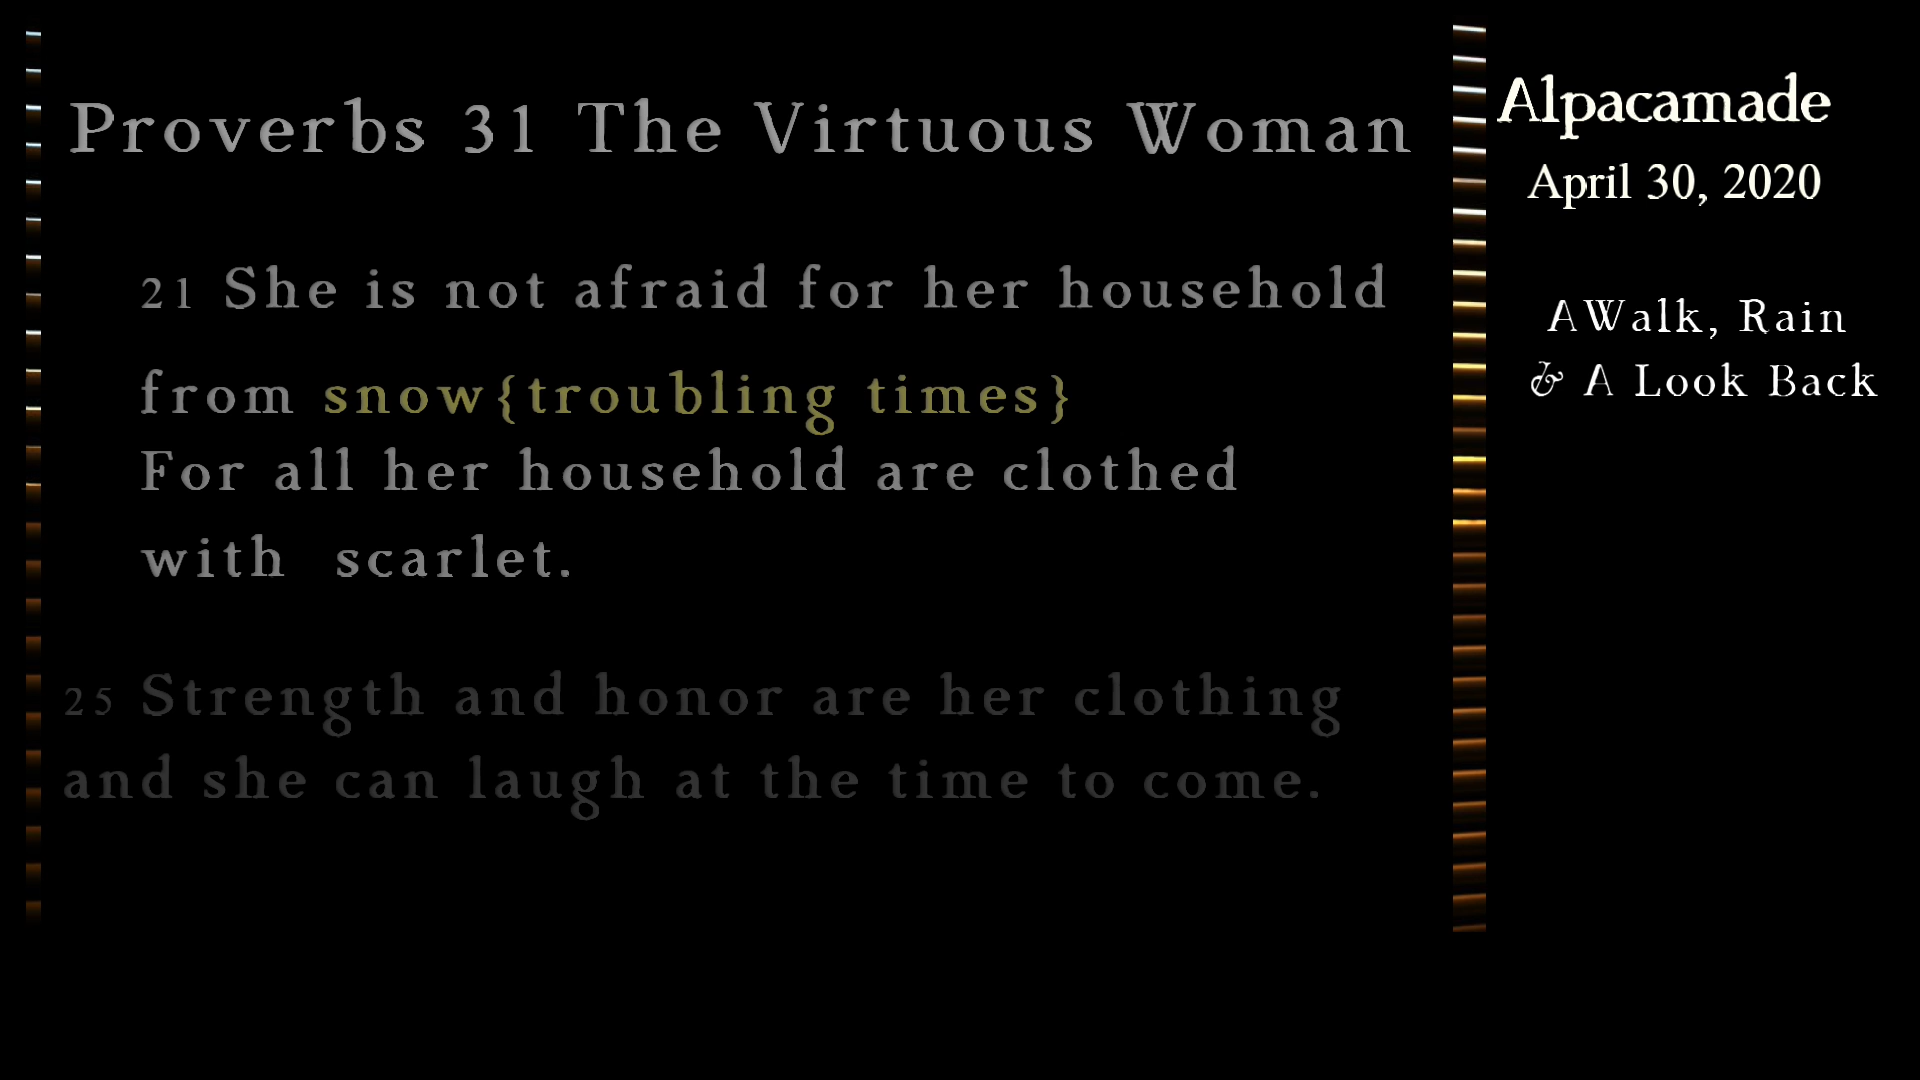 Proverbs 31 The Virtuous Woman
21 She is not afraid for her household
from snow{troubling times}
For all her household are clothed
with scarlet.
25 Strength and honor are her clothing
and she can laugh at the time to come.
Alpacamade
April 30, 2020
A Walk, Rain
& A Look Back